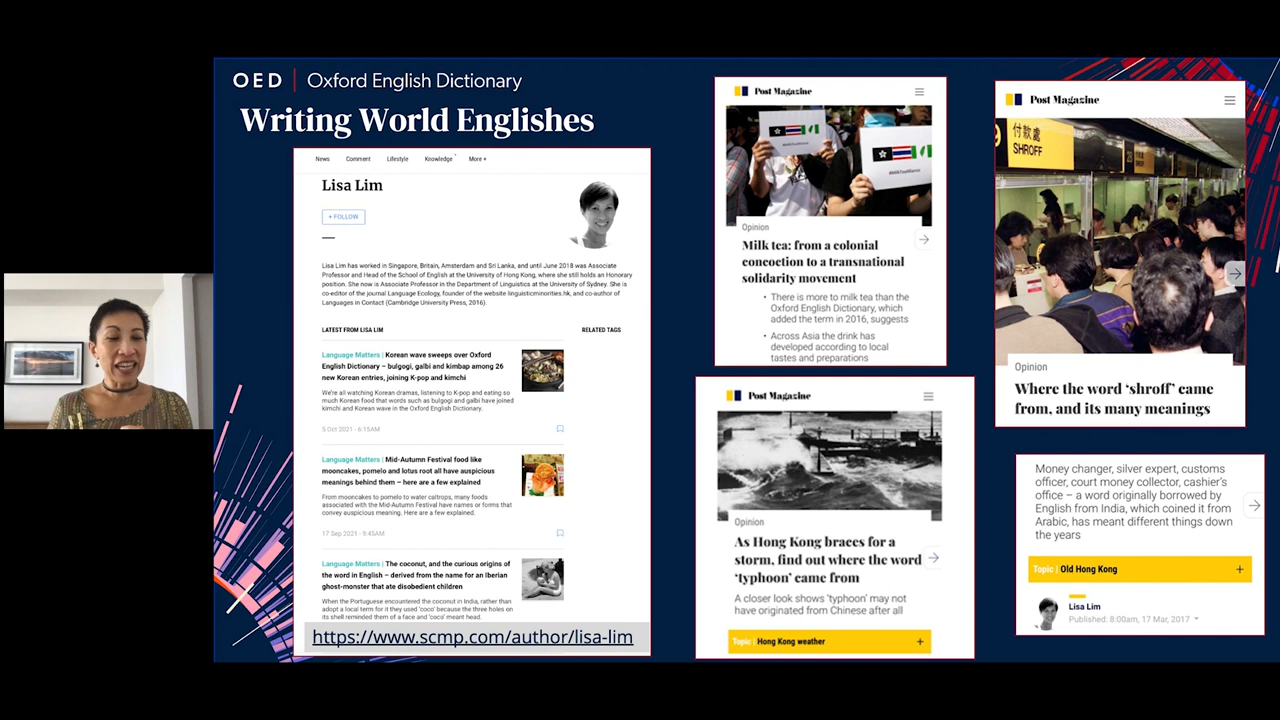 OED | Oxford English Dictionary
Writing World Englishes
News Comment Lifestyle Knowledge More +
Lisa Lim
+ FOLLOW
Lisa Lim has worked in Singapore, Britain, Amsterdam and Sri Lanka, and until June 2018 was Associate
Professor and Head of the School of English at the University of Hong Kong, where she still holds an Honorary
position. She now is Associate Professor in the Department of Linguistics at the University of Sydney. She is
co-editor of the journal Language Ecology, founder of the website linguisticminorities.hk, and co-author of
Languages in Contact (Cambridge University Press, 2016).
LATEST FROM LISA LIM
RELATED TAGS
Language Matters | Korean wave sweeps over Oxford
English Dictionary – bulgogi, galbi and kimbap among 26
new Korean entries, joining K-pop and kimchi
We're all watching Korean dramas, listening to K-pop and eating so
much Korean food that words such as bulgogi and galbi have joined
kimchi and Korean wave in the Oxford English Dictionary.
5 Oct 2021 - 6:15AM
Language Matters | Mid-Autumn Festival food like
mooncakes, pomelo and lotus root all have auspicious
meanings behind them – here are a few explained
From mooncakes to pomelo to water caltrops, many foods
associated with the Mid-Autumn Festival have names or forms that
convey auspicious meaning. Here are a few explained.
17 Sep 2021 - 9:45AM
Language Matters | The coconut, and the curious origins of
the word in English – derived from the name for an Iberian
ghost-monster that ate disobedient children
When the Portuguese encountered the coconut in India, rather than
adopt a local term for it they used 'coco' because the three holes on
its shell reminded them of a face and 'coco' meant head.
https://www.scmp.com/author/lisa-lim
Post Magazine
Opinion
Milk tea: from a colonial
concoction to a transnational
solidarity movement
• There is more to milk tea than the
Oxford English Dictionary, which
added the term in 2016, suggests
• Across Asia the drink has
developed according to local
tastes and preparations
Post Magazine
Opinion
As Hong Kong braces for a
storm, find out where the word
'typhoon' came from
A closer look shows 'typhoon' may not
have originated from Chinese after all
Topic | Hong Kong weather +
Post Magazine
付款處
SHROFF
Opinion
Where the word 'shroff' came
from, and its many meanings
Money changer, silver expert, customs
officer, court money collector, cashier's
office – a word originally borrowed by
English from India, which coined it from
Arabic, has meant different things down
the years
Topic | Old Hong Kong +
Lisa Lim
Published: 8:00am, 17 Mar, 2017